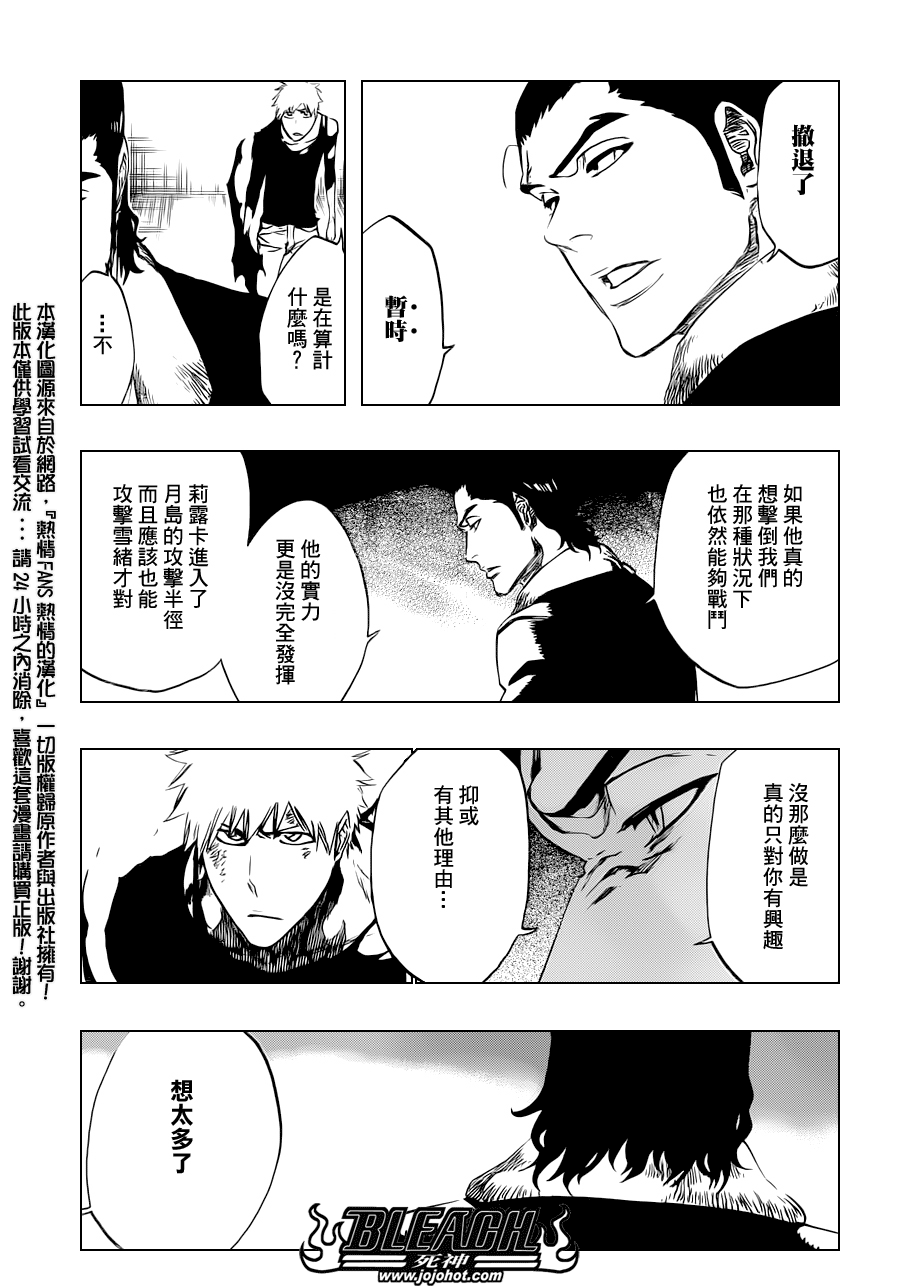 撤退了
暫時
是在算計
什麼嗎？
…不
如果他真的
想擊倒我們
在那種狀況下
也依然能夠戰鬥
他的實力
更是沒完全發揮
莉露卡進入了
月島的攻擊半徑
而且應該也能
攻擊雪緒才對
沒那麼做是
真的只對你有興趣
抑或
有其他理由…
想太多了
本漢化圖源來自於網路，『熱情FANS熱情的漢化』一切版權歸原作者與出版社擁有！
此版本僅供學習試看交流…請24小時之內消除，喜歡這套漫畫請購買正版！謝謝。
BLEACH
死神
www.jojohot.com